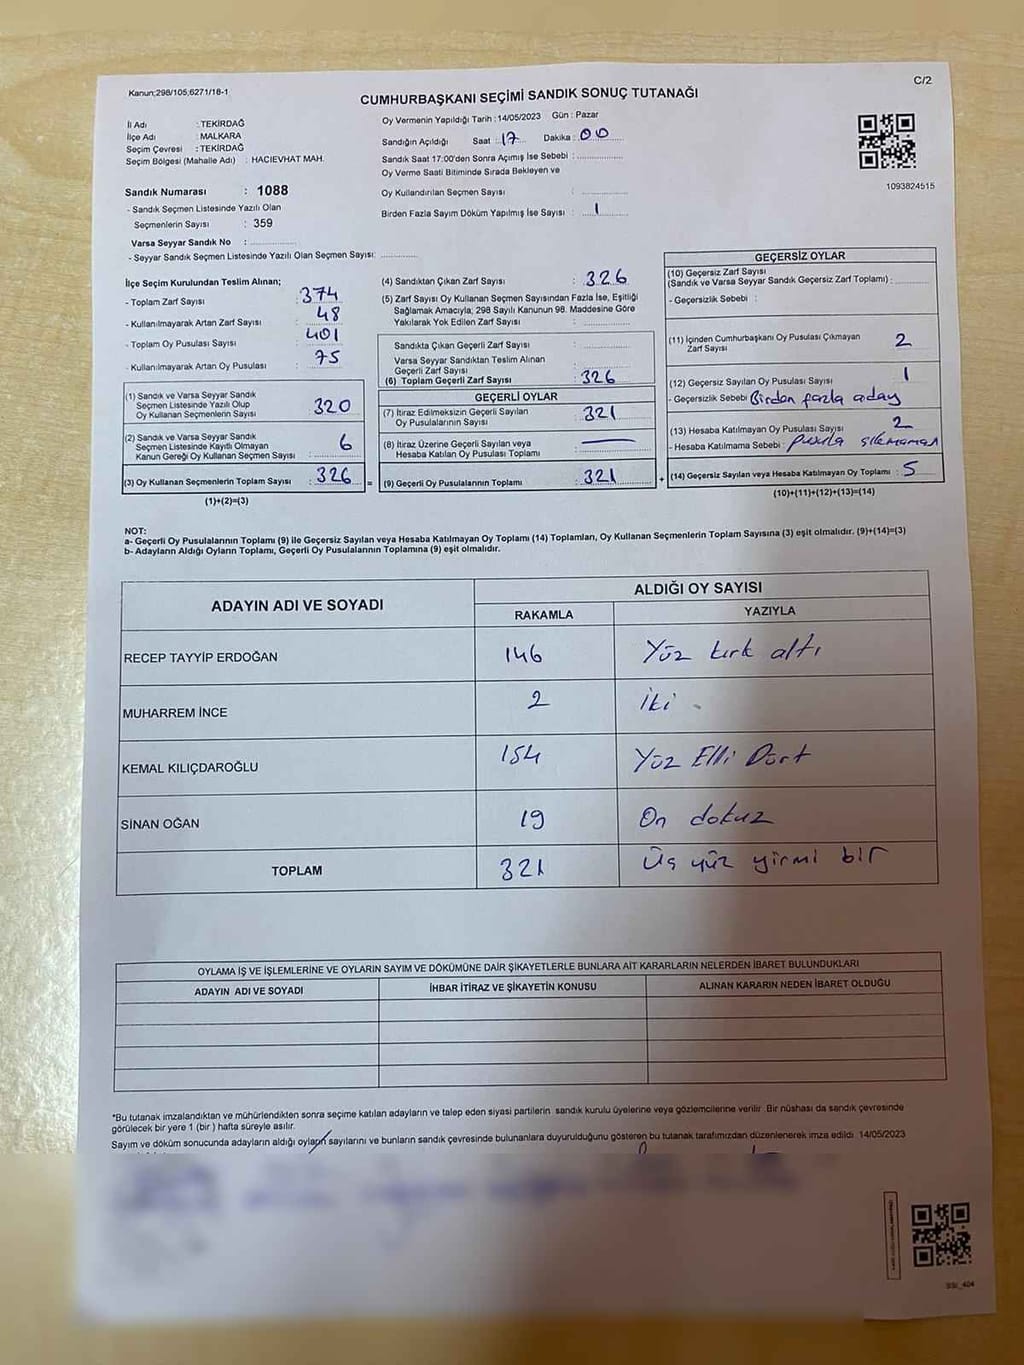 Kanun;298/105;6271/18-1
C/2
CUMHURBAŞKANI SEÇİMİ SANDIK SONUÇ TUTANAĞI
İl Adı : TEKİRDAĞ
İlçe Adı : MALKARA
Seçim Çevresi : TEKİRDAĞ
Seçim Bölgesi (Mahalle Adı) : HACIEVHAT MAH.
Sandık Numarası : 1088
- Sandık Seçmen Listesinde Yazılı Olan
Seçmenlerin Sayısı : 359
Varsa Seyyar Sandık No :
- Seyyar Sandık Seçmen Listesinde Yazılı Olan Seçmen Sayısı:
Oy Vermenin Yapıldığı Tarih : 14/05/2023 Gün : Pazar
Sandığın Açıldığı Saat : 17 Dakika : 00
Sandık Saat 17:00'den Sonra Açımış İse Sebebi :
Oy Verme Saati Bitiminde Sırada Bekleyen ve
Oy Kullandırılan Seçmen Sayısı :
Birden Fazla Sayım Döküm Yapılmış İse Sayısı : 1
1093824515
İlçe Seçim Kurulundan Teslim Alınan;
- Toplam Zarf Sayısı : 374
- Kullanılmayarak Artan Zarf Sayısı : 48
- Toplam Oy Pusulası Sayısı : 401
- Kullanılmayarak Artan Oy Pusulası : 75
(1) Sandık ve Varsa Seyyar Sandık
Seçmen Listesinde Yazılı Olup
Oy Kullanan Seçmenlerin Sayısı : 320
(2) Sandık ve Varsa Seyyar Sandık
Seçmen Listesinde Kayıtlı Olmayan
Kanun Gereği Oy Kullanan Seçmen Sayısı : 6
(3) Oy Kullanan Seçmenlerin Toplam Sayısı : 326
(1)+(2)=(3)
(4) Sandıktan Çıkan Zarf Sayısı : 326
(5) Zarf Sayısı Oy Kullanan Seçmen Sayısından Fazla İse, Eşitliği
Sağlamak Amacıyla; 298 Sayılı Kanunun 98. Maddesine Göre
Yakılarak Yok Edilen Zarf Sayısı :
Sandıkta Çıkan Geçerli Zarf Sayısı :
Varsa Seyyar Sandıktan Teslim Alınan
Geçerli Zarf Sayısı :
(6) Toplam Geçerli Zarf Sayısı : 326
GEÇERLİ OYLAR
(7) İtiraz Edilmeksizin Geçerli Sayılan
Oy Pusulalarının Sayısı : 321
(8) İtiraz Üzerine Geçerli Sayılan veya
Hesaba Katılan Oy Pusulası Toplamı :
= (9) Geçerli Oy Pusulalarının Toplamı : 321
GEÇERSİZ OYLAR
(10) Geçersiz Zarf Sayısı
(Sandık ve Varsa Seyyar Sandık Geçersiz Zarf Toplamı) :
- Geçersizlik Sebebi :
(11) İçinden Cumhurbaşkanı Oy Pusulası Çıkmayan
Zarf Sayısı : 2
(12) Geçersiz Sayılan Oy Pusulası Sayısı : 1
- Geçersizlik Sebebi : Birden fazla aday
(13) Hesaba Katılmayan Oy Pusulası Sayısı : 2
- Hesaba Katılmama Sebebi : pusula
+ (14) Geçersiz Sayılan veya Hesaba Katılmayan Oy Toplamı : 5
(10)+(11)+(12)+(13)=(14)
NOT:
a- Geçerli Oy Pusulalarının Toplamı (9) ile Geçersiz Sayılan veya Hesaba Katılmayan Oy Toplamı (14) Toplamları, Oy Kullanan Seçmenlerin Toplam Sayısına (3) eşit olmalıdır. (9)+(14)=(3)
b- Adayların Aldığı Oyların Toplamı, Geçerli Oy Pusulalarının Toplamına (9) eşit olmalıdır.
ADAYIN ADI VE SOYADI ALDIĞI OY SAYISI
RAKAMLA YAZIYLA
RECEP TAYYİP ERDOĞAN 146 Yüz kırk altı
MUHARREM İNCE 2 İki
KEMAL KILIÇDAROĞLU 154 Yüz Elli Dört
SİNAN OĞAN 19 On dokuz
TOPLAM 321 Üç yüz yirmi bir
OYLAMA İŞ VE İŞLEMLERİNE VE OYLARIN SAYIM VE DÖKÜMÜNE DAİR ŞİKAYETLERLE BUNLARA AİT KARARLARIN NELERDEN İBARET BULUNDUKLARI
ADAYIN ADI VE SOYADI İHBAR İTİRAZ VE ŞİKAYETİN KONUSU ALINAN KARARIN NEDEN İBARET OLDUĞU
*Bu tutanak imzalandıktan ve mühürlendikten sonra seçime katılan adayların ve talep eden siyasi partilerin sandık kurulu üyelerine veya gözlemcilerine verilir. Bir nüshası da sandık çevresinde
görülecek bir yere 1 (bir) hafta süreyle asılır.
Sayım ve döküm sonucunda adayların aldığı oyların sayılarını ve bunların sandık çevresinde bulunanlara duyurulduğunu gösteren bu tutanak tarafımızdan düzenlenerek imza edildi. 14/05/2023